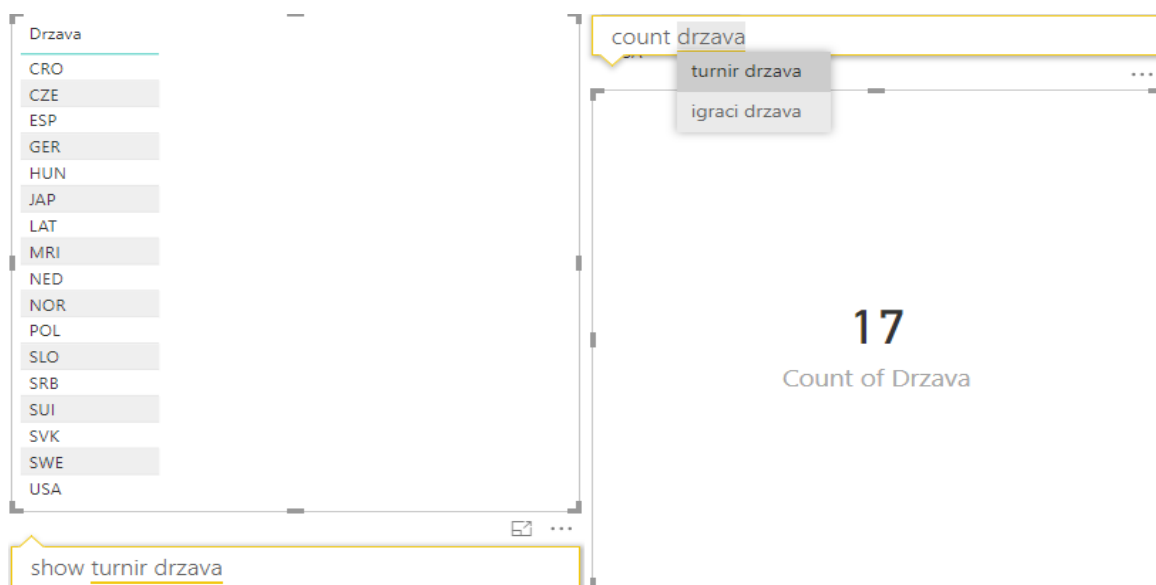 Drzava
CRO
CZE
ESP
GER
HUN
JAP
LAT
MRI
NED
NOR
POL
SLO
SRB
SUI
SVK
SWE
USA
show turnir drzava
count drzava
turnir drzava
igraci drzava
17
Count of Drzava